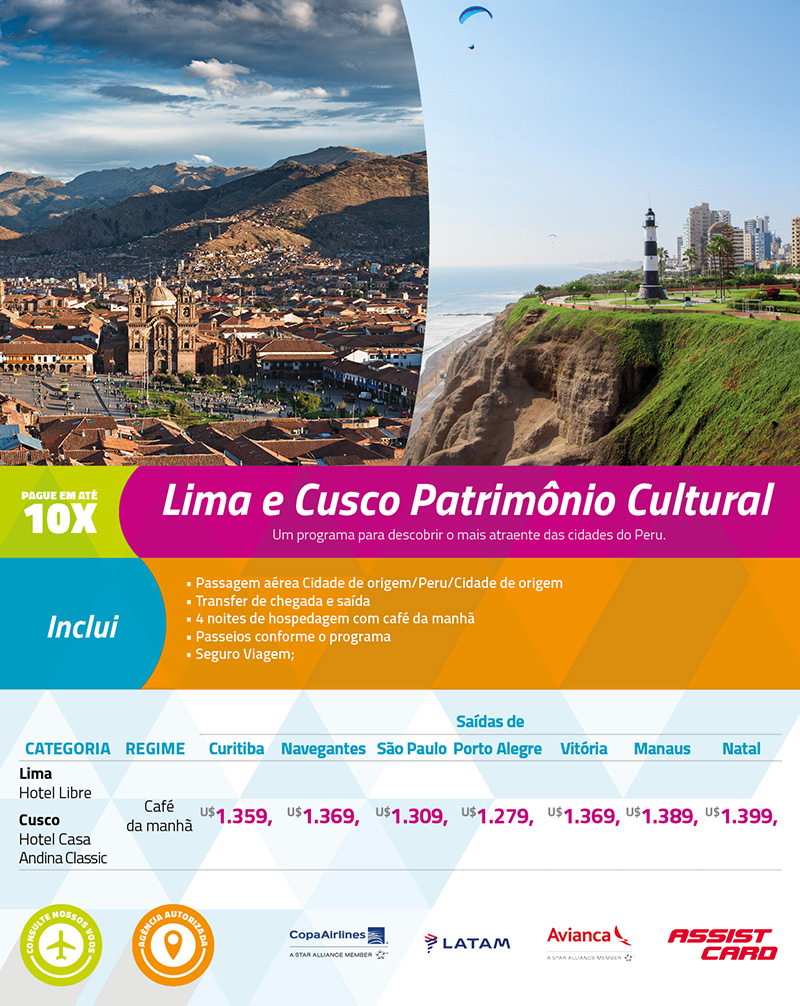 PAGUE EM ATÉ
10X
Lima e Cusco Patrimônio Cultural
Um programa para descobrir o mais atraente das cidades do Peru.
Inclui
• Passagem aérea Cidade de origem/Peru/Cidade de origem
• Transfer de chegada e saída
• 4 noites de hospedagem com café da manhã
• Passeios conforme o programa
• Seguro Viagem;
Saídas de
CATEGORIA REGIME Curitiba Navegantes São Paulo Porto Alegre Vitória Manaus Natal
Lima
Hotel Libre
Cusco
Hotel Casa
Andina Classic
Café
da manhã
U$1.359, U$1.369, U$1.309, U$1.279, U$1.369, U$1.389, U$1.399,
CONSULTE NOSSOS VOOS
AGÊNCIA AUTORIZADA
CopaAirlines
A STAR ALLIANCE MEMBER
LATAM
Avianca
A STAR ALLIANCE MEMBER
ASSIST
CARD